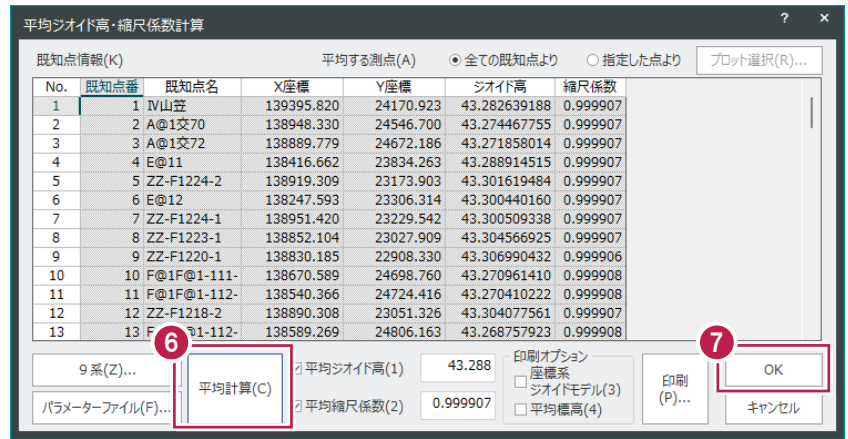 平均ジオイド高・縮尺係数計算 ? ×
既知点情報(K) 平均する測点(A) 全ての既知点より 指定した点より プロット選択(R)...
No. 既知点番 既知点名 X座標 Y座標 ジオイド高 縮尺係数
1 1 Ⅳ山笠 139395.820 24170.923 43.282639188 0.999907
2 2 A@1交70 138948.330 24546.700 43.274467755 0.999907
3 3 A@1交72 138889.779 24672.186 43.271858014 0.999907
4 4 E@11 138416.662 23834.263 43.288914515 0.999907
5 5 ZZ-F1224-2 138919.309 23173.903 43.301619484 0.999907
6 6 E@12 138247.593 23306.314 43.300440160 0.999907
7 7 ZZ-F1224-1 138951.420 23229.542 43.300509338 0.999907
8 8 ZZ-F1223-1 138852.104 23027.909 43.304566925 0.999907
9 9 ZZ-F1220-1 138830.185 22908.330 43.306990432 0.999906
10 10 F@1F@1-111- 138670.589 24698.760 43.270961410 0.999908
11 11 F@1F@1-112- 138540.366 24724.416 43.270410222 0.999908
12 12 ZZ-F1218-2 138890.308 23051.326 43.304077561 0.999907
13 13 @1-112- 138589.269 24806.163 43.268757923 0.999908
6 7
9 系(Z)... 平均計算(C) 平均ジオイド高(1) 43.288 印刷オプション 座標系 ジオイドモデル(3) 印刷(P)... OK
パラメーターファイル(F)... 平均縮尺係数(2) 0.999907 平均標高(4) キャンセル